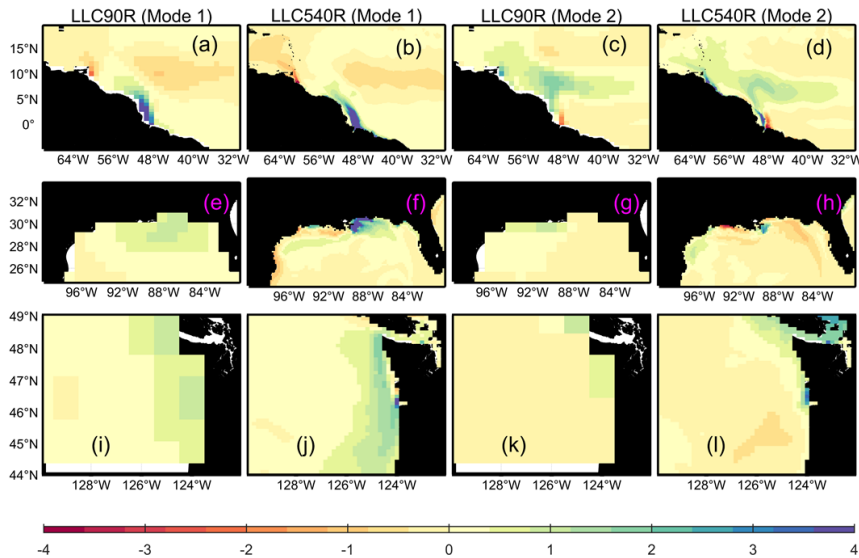 LLC90R (Mode 1) LLC540R (Mode 1) LLC90R (Mode 2) LLC540R (Mode 2)
15°N (a) (b) (c) (d)
10°N
5°N
0°
64°W 56°W 48°W 40°W 32°W 64°W 56°W 48°W 40°W 32°W 64°W 56°W 48°W 40°W 32°W 64°W 56°W 48°W 40°W 32°W
32°N (e) (f) (g) (h)
30°N
28°N
26°N
96°W 92°W 88°W 84°W 96°W 92°W 88°W 84°W 96°W 92°W 88°W 84°W 96°W 92°W 88°W 84°W
49°N
48°N
47°N
46°N
45°N (i) (j) (k) (l)
44°N
128°W 126°W 124°W 128°W 126°W 124°W 128°W 126°W 124°W 128°W 126°W 124°W
-4 -3 -2 -1 0 1 2 3 4